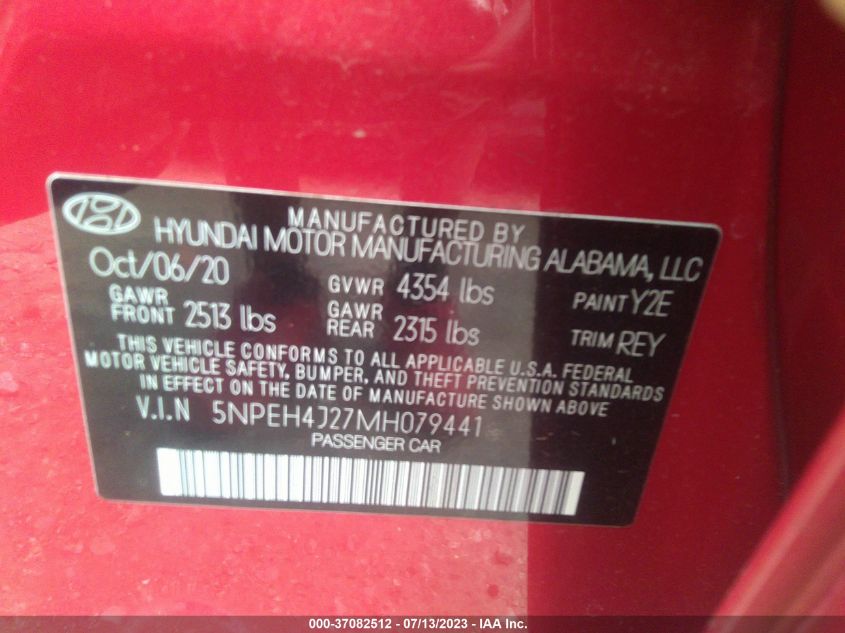 MANUFACTURED BY
HYUNDAI MOTOR MANUFACTURING ALABAMA, LLC
Oct/06/20 GVWR 4354 lbs PAINT Y2E
GAWR FRONT 2513 lbs GAWR REAR 2315 lbs TRIM REY
THIS VEHICLE CONFORMS TO ALL APPLICABLE U.S.A. FEDERAL
MOTOR VEHICLE SAFETY, BUMPER, AND THEFT PREVENTION STANDARDS
IN EFFECT ON THE DATE OF MANUFACTURE SHOWN ABOVE.
V.I.N 5NPEH4J27MH079441
PASSENGER CAR
000-37082512 - 07/13/2023 - IAA Inc.